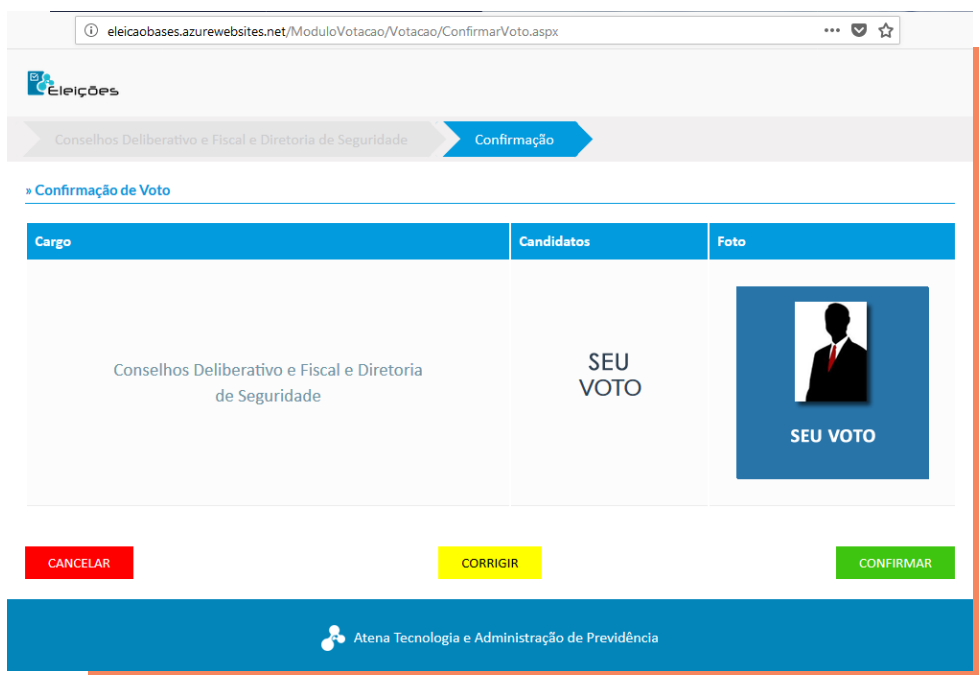 eleicaobases.azurewebsites.net/ModuloVotacao/Votacao/ConfirmarVoto.aspx
Eleições
Conselhos Deliberativo e Fiscal e Diretoria de Seguridade
Confirmação
» Confirmação de Voto
Cargo
Candidatos
Foto
Conselhos Deliberativo e Fiscal e Diretoria
de Seguridade
SEU
VOTO
SEU VOTO
CANCELAR
CORRIGIR
CONFIRMAR
Atena Tecnologia e Administração de Previdência